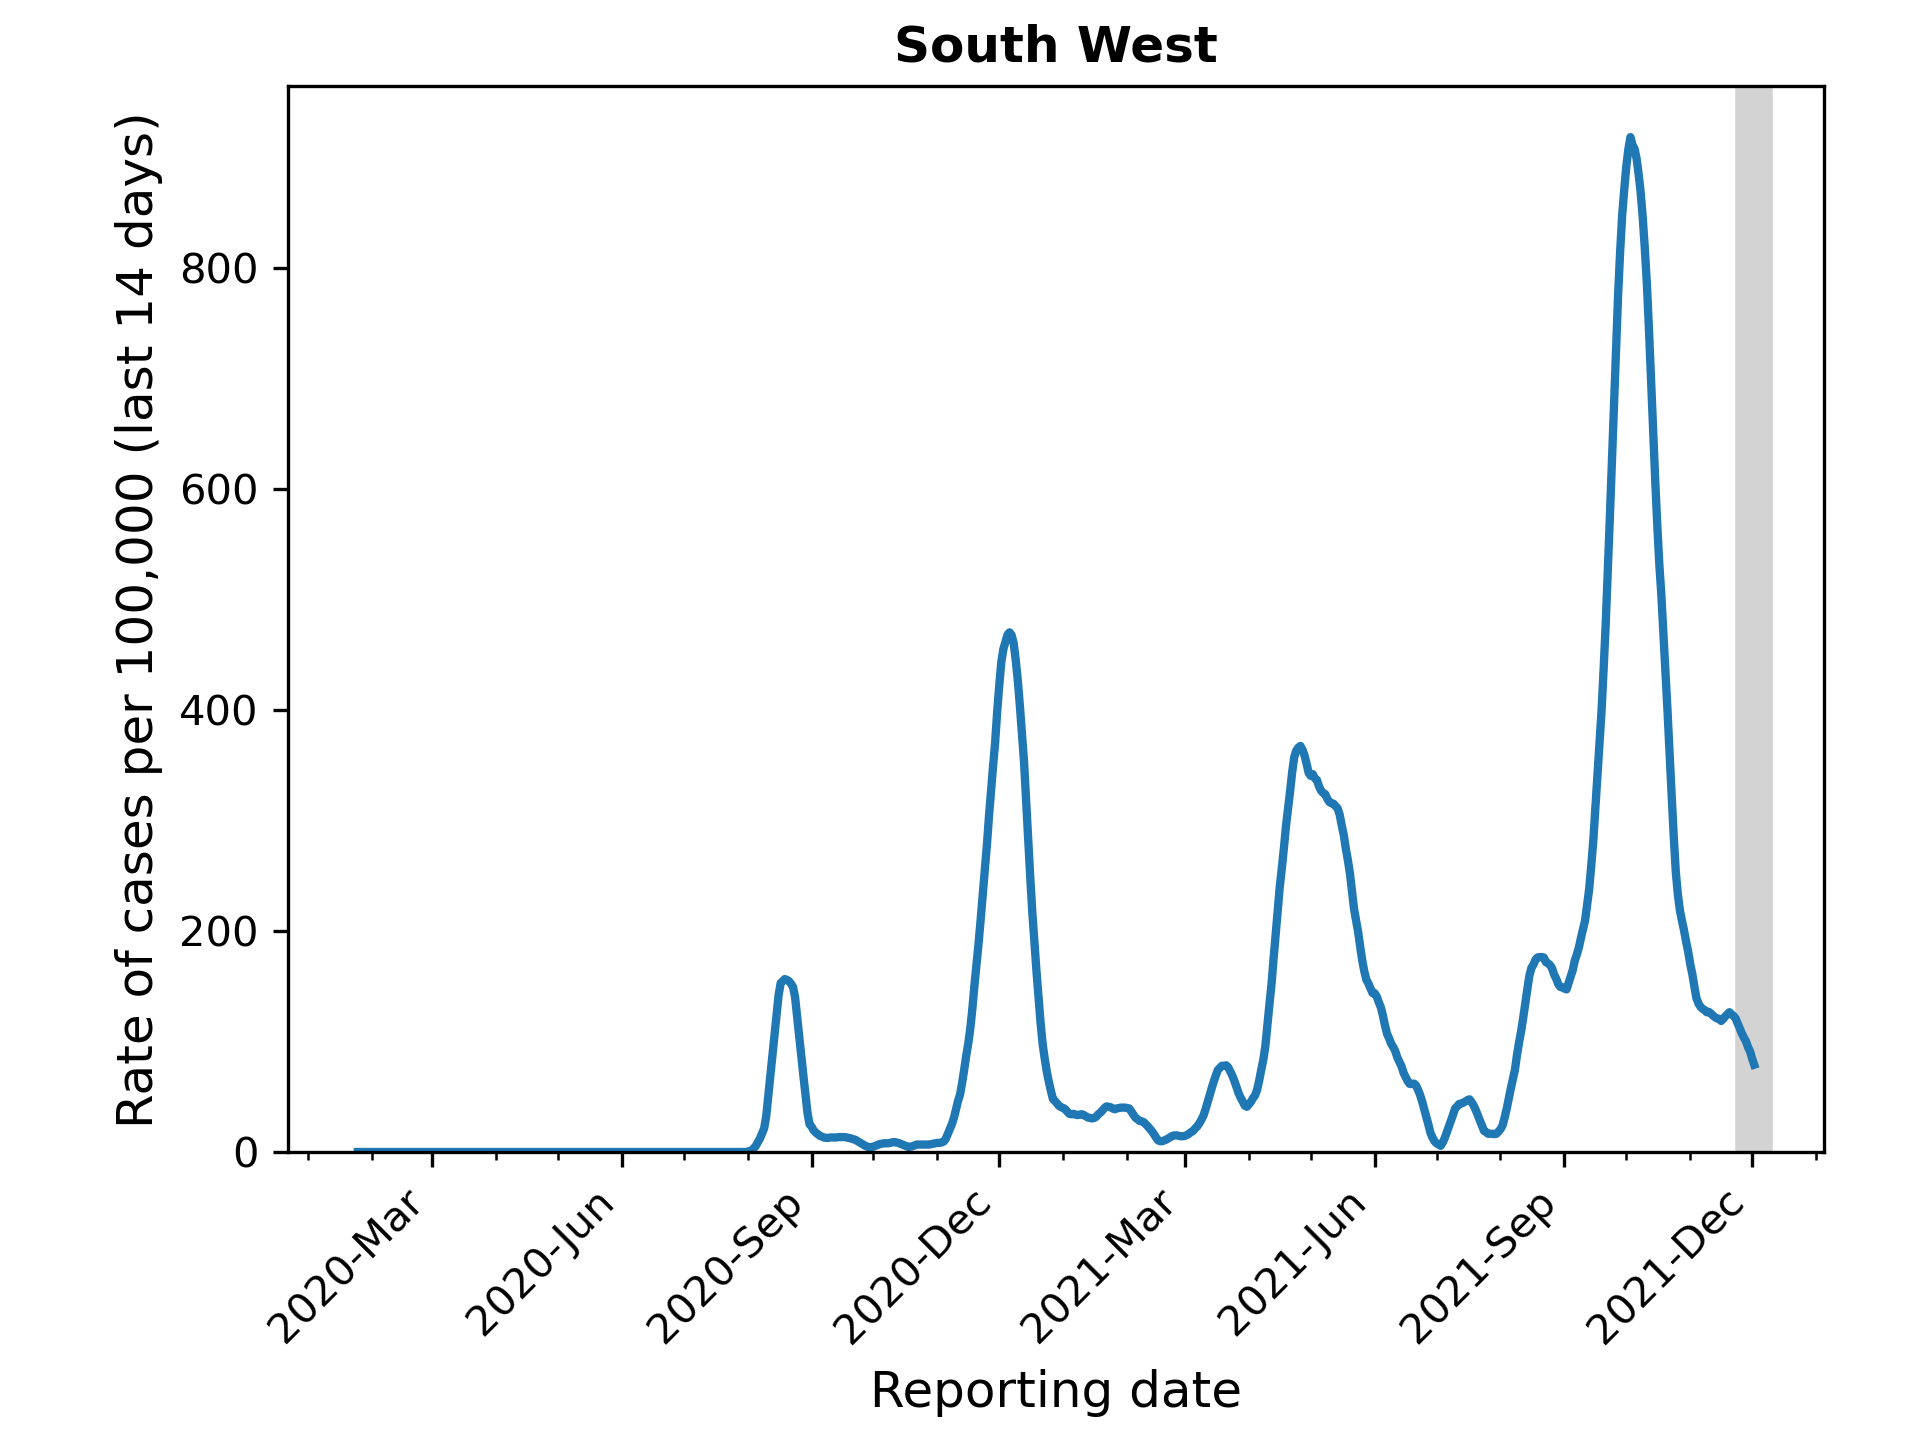 South West
Rate of cases per 100,000 (last 14 days)
800
600
400
200
0
2020-Mar
2020-Jun
2020-Sep
2020-Dec
2021-Mar
2021-Jun
2021-Sep
2021-Dec
Reporting date